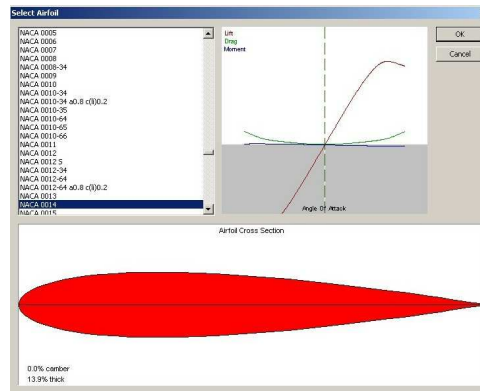 Select Airfoil
NACA 0005
NACA 0006
NACA 0007
NACA 0008
NACA 0008-34
NACA 0009
NACA 0010
NACA 0010-34
NACA 0010-34 a0.8 c(li)0.2
NACA 0010-35
NACA 0010-64
NACA 0010-65
NACA 0010-66
NACA 0011
NACA 0012
NACA 0012 S
NACA 0012-34
NACA 0012-64
NACA 0012-64 a0.8 c(li)0.2
NACA 0013
NACA 0014
NACA 0015
Lift
Drag
Moment
Angle Of Attack
OK
Cancel
Airfoil Cross Section
0.0% camber
13.9% thick